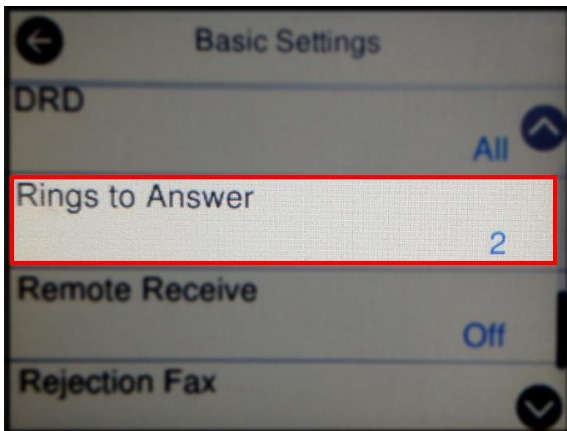 Basic Settings
DRD
All
Rings to Answer
2
Remote Receive
Off
Rejection Fax